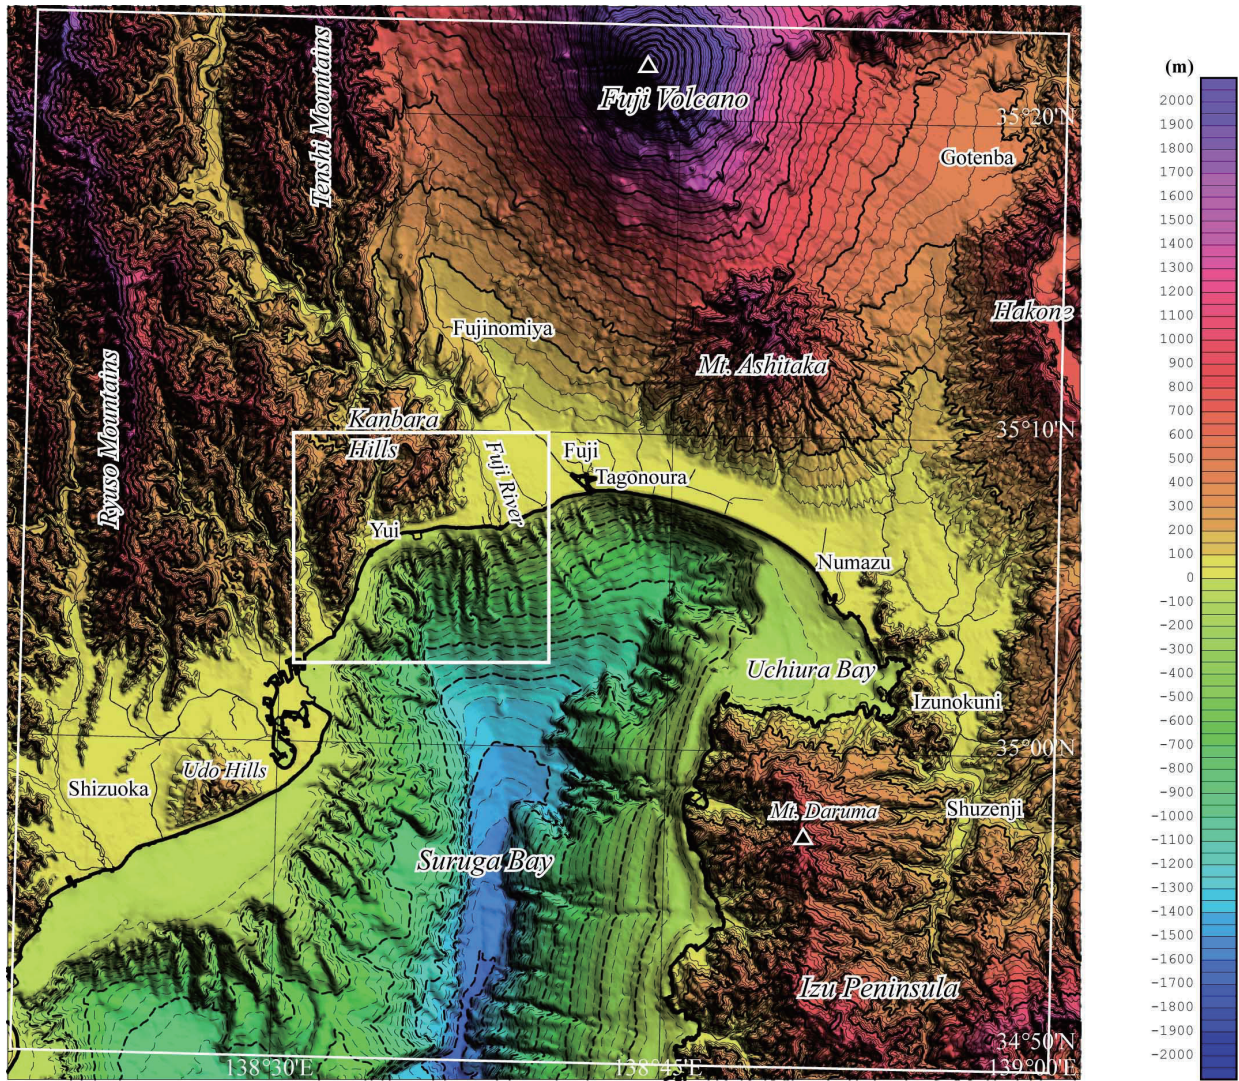 (m)
2000
1900
1800
1700
1600
1500
1400
1300
1200
1100
1000
900
800
700
600
500
400
300
200
100
0
-100
-200
-300
-400
-500
-600
-700
-800
-900
-1000
-1100
-1200
-1300
-1400
-1500
-1600
-1700
-1800
-1900
-2000
Tenshi Mountains
Fuji Volcano
35°20'N
Gotenba
Hakone
Fujinomiya
Mt. Ashitaka
Ryuso Mountains
Kanbara
Hills
35°10'N
Fuji River
Fuji
Tagonoura
Yui
Numazu
Uchiura Bay
Izunokuni
35°00'N
Udo Hills
Shizuoka
Mt. Daruma
Shuzenji
Suruga Bay
Izu Peninsula
34°50'N
138°30'E
138°45'E
139°00'E